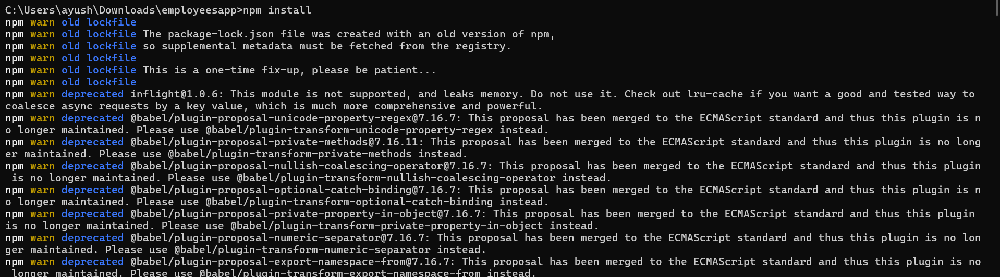 C:\Users\ayush\Downloads\employeesapp>npm install
npm warn old lockfile
npm warn old lockfile The package-lock.json file was created with an old version of npm,
npm warn old lockfile so supplemental metadata must be fetched from the registry.
npm warn old lockfile
npm warn old lockfile This is a one-time fix-up, please be patient...
npm warn old lockfile
npm warn deprecated inflight@1.0.6: This module is not supported, and leaks memory. Do not use it. Check out lru-cache if you want a good and tested way to
coalesce async requests by a key value, which is much more comprehensive and powerful.
npm warn deprecated @babel/plugin-proposal-unicode-property-regex@7.16.7: This proposal has been merged to the ECMAScript standard and thus this plugin is n
o longer maintained. Please use @babel/plugin-transform-unicode-property-regex instead.
npm warn deprecated @babel/plugin-proposal-private-methods@7.16.11: This proposal has been merged to the ECMAScript standard and thus this plugin is no long
er maintained. Please use @babel/plugin-transform-private-methods instead.
npm warn deprecated @babel/plugin-proposal-nullish-coalescing-operator@7.16.7: This proposal has been merged to the ECMAScript standard and thus this plugin
 is no longer maintained. Please use @babel/plugin-transform-nullish-coalescing-operator instead.
npm warn deprecated @babel/plugin-proposal-optional-catch-binding@7.16.7: This proposal has been merged to the ECMAScript standard and thus this plugin is n
o longer maintained. Please use @babel/plugin-transform-optional-catch-binding instead.
npm warn deprecated @babel/plugin-proposal-private-property-in-object@7.16.7: This proposal has been merged to the ECMAScript standard and thus this plugin
is no longer maintained. Please use @babel/plugin-transform-private-property-in-object instead.
npm warn deprecated @babel/plugin-proposal-numeric-separator@7.16.7: This proposal has been merged to the ECMAScript standard and thus this plugin is no lon
ger maintained. Please use @babel/plugin-transform-numeric-separator instead.
npm warn deprecated @babel/plugin-proposal-export-namespace-from@7.16.7: This proposal has been merged to the ECMAScript standard and thus this plugin is no
 longer maintained. Please use @babel/plugin-transform-export-namespace-from instead.